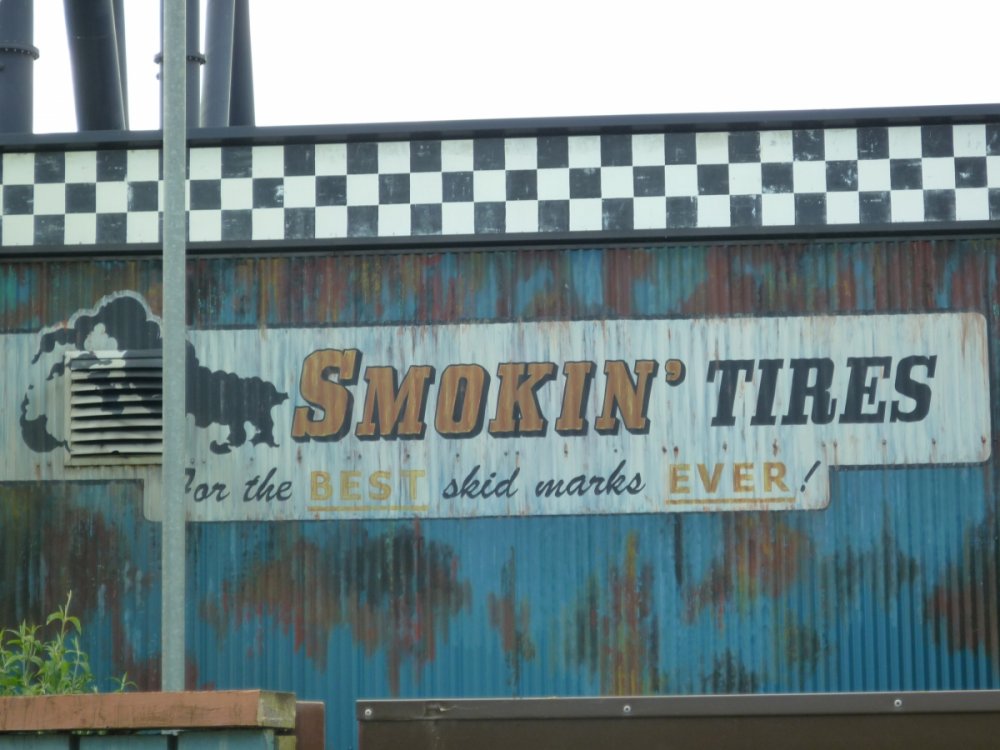 SMOKIN' TIRES
For the BEST skid marks EVER!